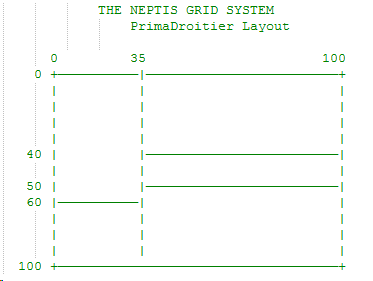 THE NEPTIS GRID SYSTEM
PrimaDroitier Layout
0 35 100
0
40
50
60
100